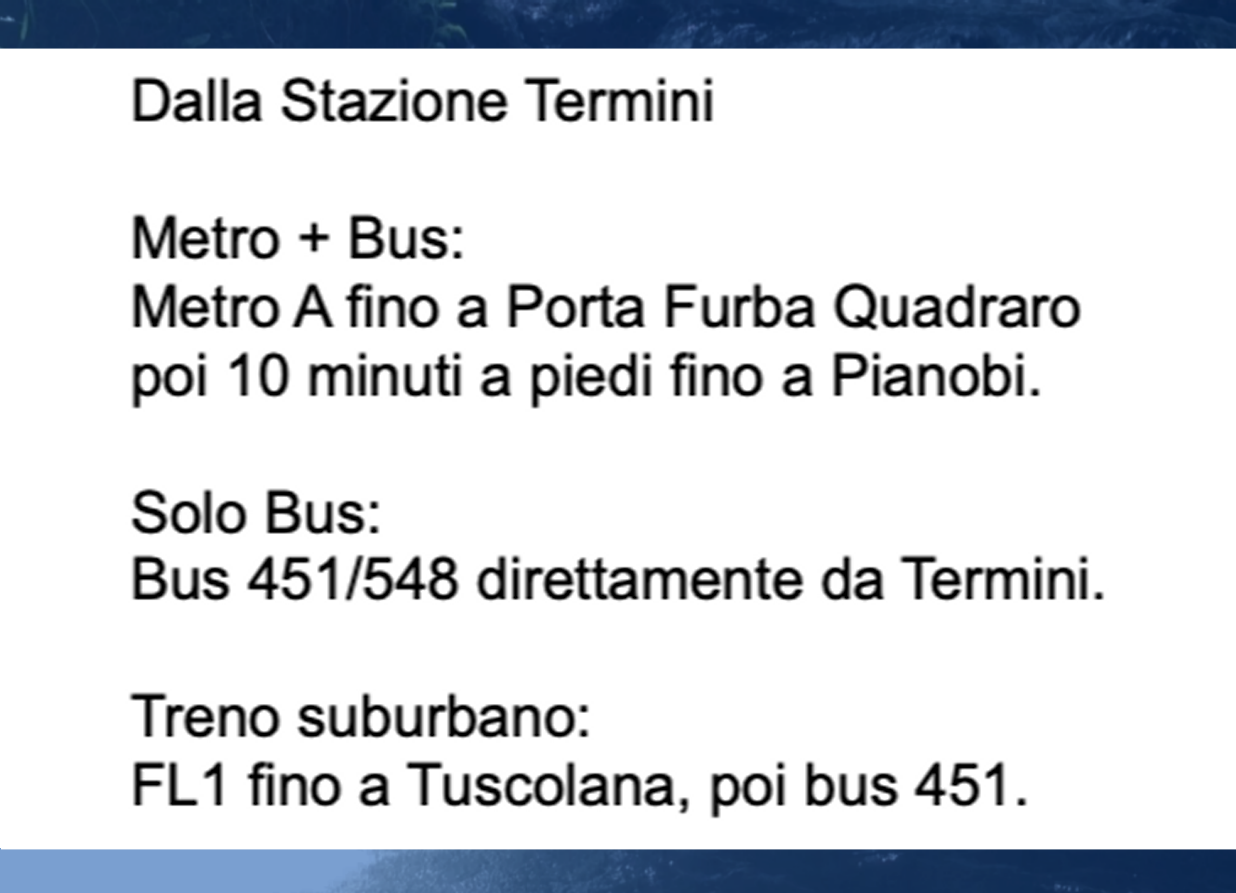 Dalla Stazione Termini
Metro + Bus:
Metro A fino a Porta Furba Quadraro
poi 10 minuti a piedi fino a Pianobi.
Solo Bus:
Bus 451/548 direttamente da Termini.
Treno suburbano:
FL1 fino a Tuscolana, poi bus 451.